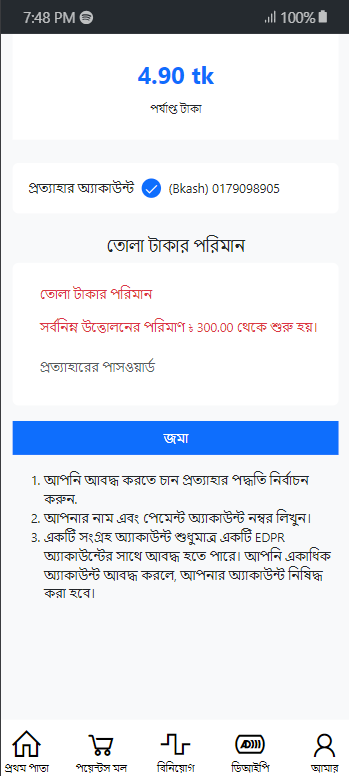 7:48 PM 100%
4.90 tk
পর্যাপ্ত টাকা
প্রত্যাহার অ্যাকাউন্ট (Bkash) 0179098905
তোলা টাকার পরিমান
তোলা টাকার পরিমান
সর্বনিম্ন উত্তোলনের পরিমাণ ৳ 300.00 থেকে শুরু হয়।
প্রত্যাহারের পাসওয়ার্ড
জমা
1. আপনি আবদ্ধ করতে চান প্রত্যাহার পদ্ধতি নির্বাচন
করুন.
2. আপনার নাম এবং পেমেন্ট অ্যাকাউন্ট নম্বর লিখুন।
3. একটি সংগ্রহ অ্যাকাউন্ট শুধুমাত্র একটি EDPR
অ্যাকাউন্টের সাথে আবদ্ধ হতে পারে। আপনি একাধিক
অ্যাকাউন্ট আবদ্ধ করলে, আপনার অ্যাকাউন্ট নিষিদ্ধ
করা হবে।
প্রথম পাতা পয়েন্টস মল বিনিয়োগ ডিআইপি আমার